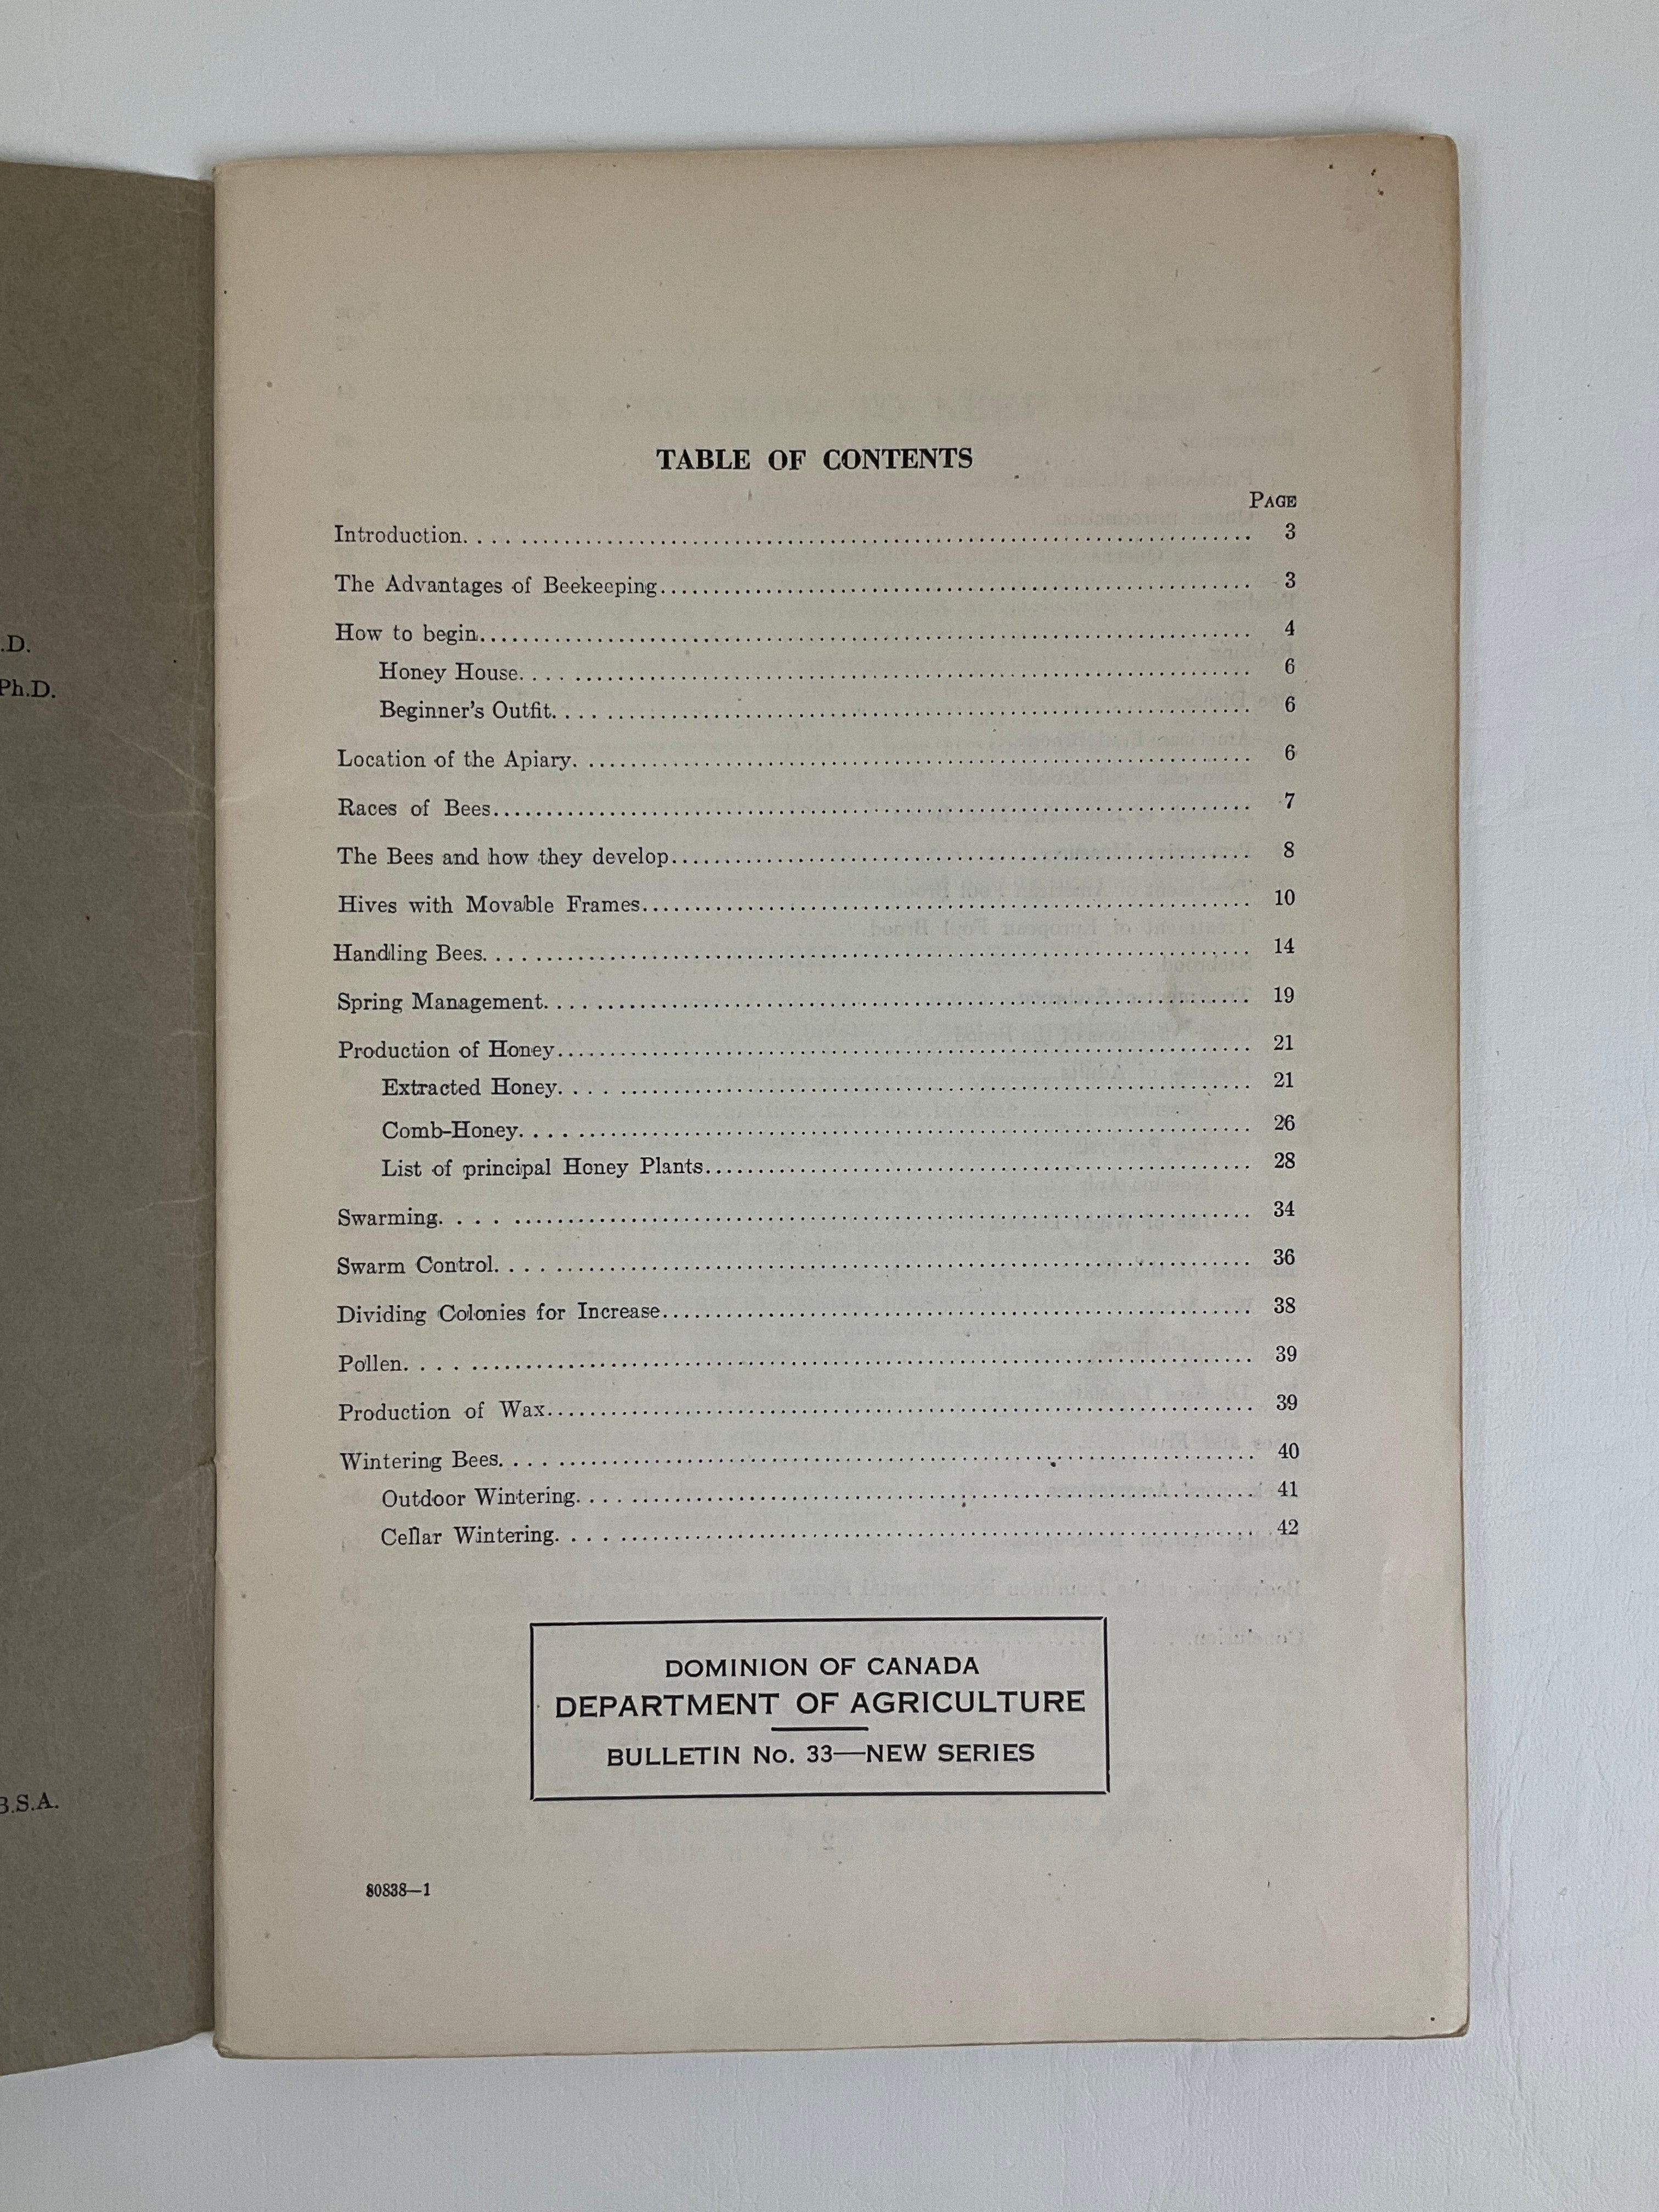 .D.
Ph.D.
B.S.A.
TABLE OF CONTENTS
PAGE
Introduction. . . . ........................................ 3
The Advantages of Beekeeping........................................ 3
How to begin........................................ 4
Honey House. . . . ........................................ 6
Beginner's Outfit. . . . ........................................ 6
Location of the Apiary. ........................................ 6
Races of Bees........................................ 7
The Bees and how they develop........................................ 8
Hives with Movable Frames........................................ 10
Handling Bees. . . . ........................................ 14
Spring Management. . . . ........................................ 19
Production of Honey........................................ 21
Extracted Honey. . . . ........................................ 21
Comb-Honey. . . . ........................................ 26
List of principal Honey Plants........................................ 28
Swarming. . . . ........................................ 34
Swarm Control. . . . ........................................ 36
Dividing Colonies for Increase........................................ 38
Pollen. . . . ........................................ 39
Production of Wax........................................ 39
Wintering Bees. . . . ........................................ 40
Outdoor Wintering. . . . ........................................ 41
Cellar Wintering. . . . ........................................ 42
DOMINION OF CANADA
DEPARTMENT OF AGRICULTURE
BULLETIN No. 33—NEW SERIES
80838—1